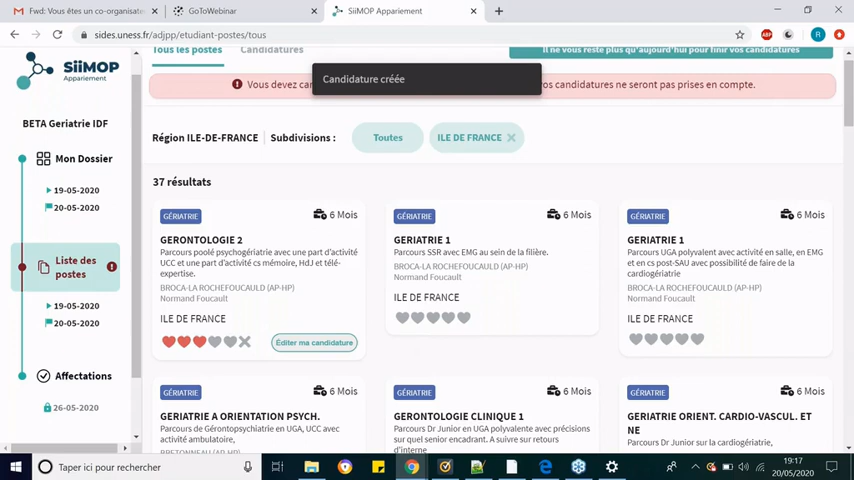 Fwd: Vous êtes un co-organisate
GoToWebinar
SiiMOP Appariement
sides.uness.fr/adjpp/etudiant-postes/tous
SiiMOP
Appariement
BETA Geriatrie IDF
Mon Dossier
19-05-2020
20-05-2020
Liste des
postes
19-05-2020
20-05-2020
Affectations
26-05-2020
Tous les postes
Candidatures
Il ne vous reste plus qu'aujourd'hui pour finir vos candidatures
Candidature créée
Vous devez
vos candidatures ne seront pas prises en compte.
Région ILE-DE-FRANCE
Subdivisions :
Toutes
ILE DE FRANCE
37 résultats
GÉRIATRIE
6 Mois
GERONTOLOGIE 2
Parcours poolé psychogériatrie avec une part d'activité
UCC et une part d'activité cs mémoire, HdJ et télé-
expertise.
BROCA-LA ROCHEFOUCAULD (AP-HP)
Normand Foucault
ILE DE FRANCE
Éditer ma candidature
GÉRIATRIE
6 Mois
GERIATRIE 1
Parcours SSR avec EMG au sein de la filière.
BROCA-LA ROCHEFOUCAULD (AP-HP)
Normand Foucault
ILE DE FRANCE
GÉRIATRIE
6 Mois
GERIATRIE 1
Parcours UGA polyvalent avec activité en salle, en EMG
et en cs post-SAU avec possibilité de faire de la
cardiogériatrie
BROCA-LA ROCHEFOUCAULD (AP-HP)
Normand Foucault
ILE DE FRANCE
GÉRIATRIE
6 Mois
GERIATRIE A ORIENTATION PSYCH.
Parcours de Gérontpsychiatrie en UGA, UCC avec
activité ambulatoire,
BRETONNEAU (AP-HP)
GÉRIATRIE
6 Mois
GERONTOLOGIE CLINIQUE 1
Parcours Dr Junior en UGA polyvalente avec précisions
sur quel senior encadrant. A suivre sur retours
d'interne
GÉRIATRIE
6 Mois
GERIATRIE ORIENT. CARDIO-VASCUL. ET
NE
Parcours Dr Junior sur la cardiogériatrie,
Taper ici pour rechercher
19:17
20/05/2020